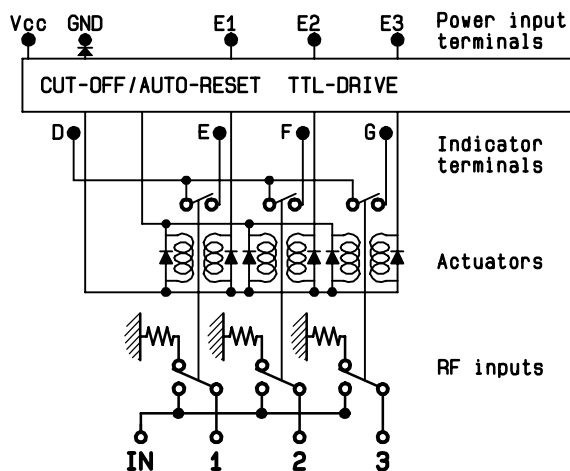 Vcc GND E1 E2 E3 Power input
terminals
CUT-OFF/AUTO-RESET TTL-DRIVE
D E F G Indicator
terminals
Actuators
RF inputs
IN 1 2 3